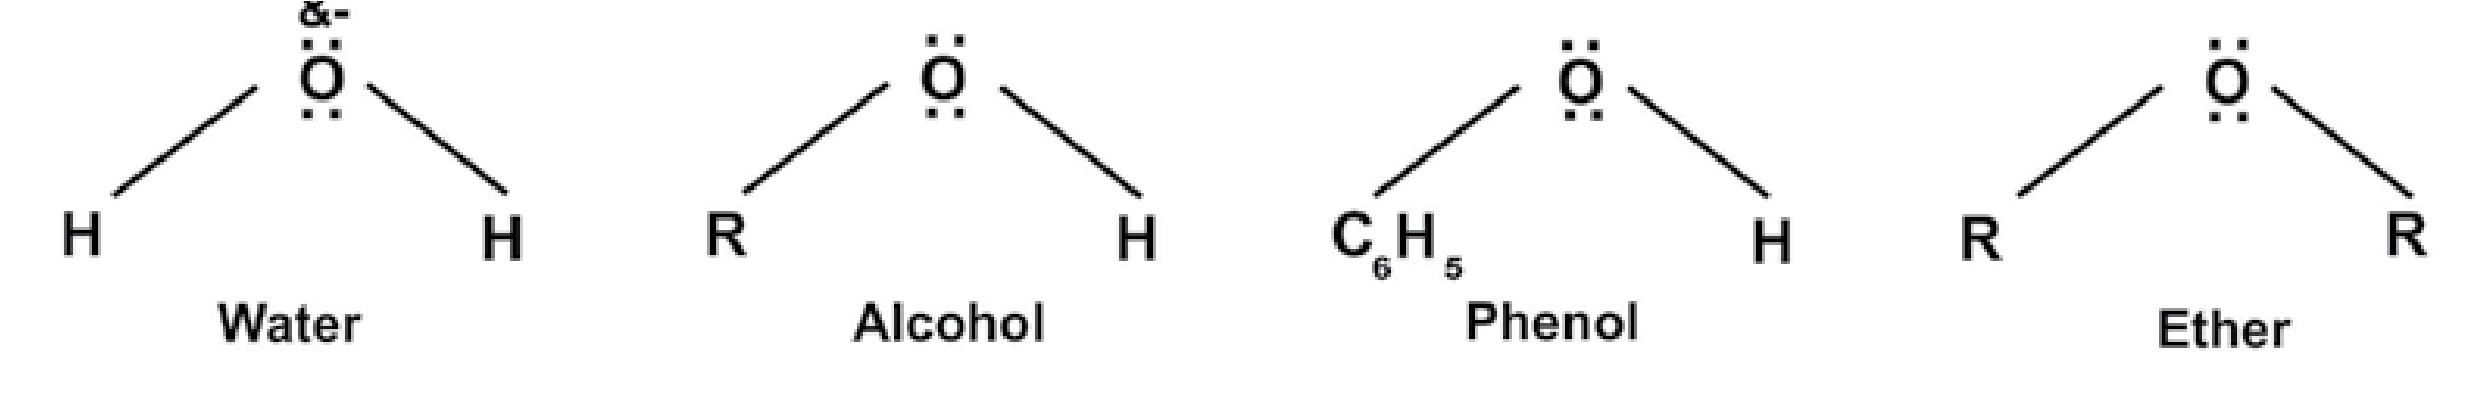 &-
O O O O
H H R H C6H5 H R R
Water Alcohol Phenol Ether